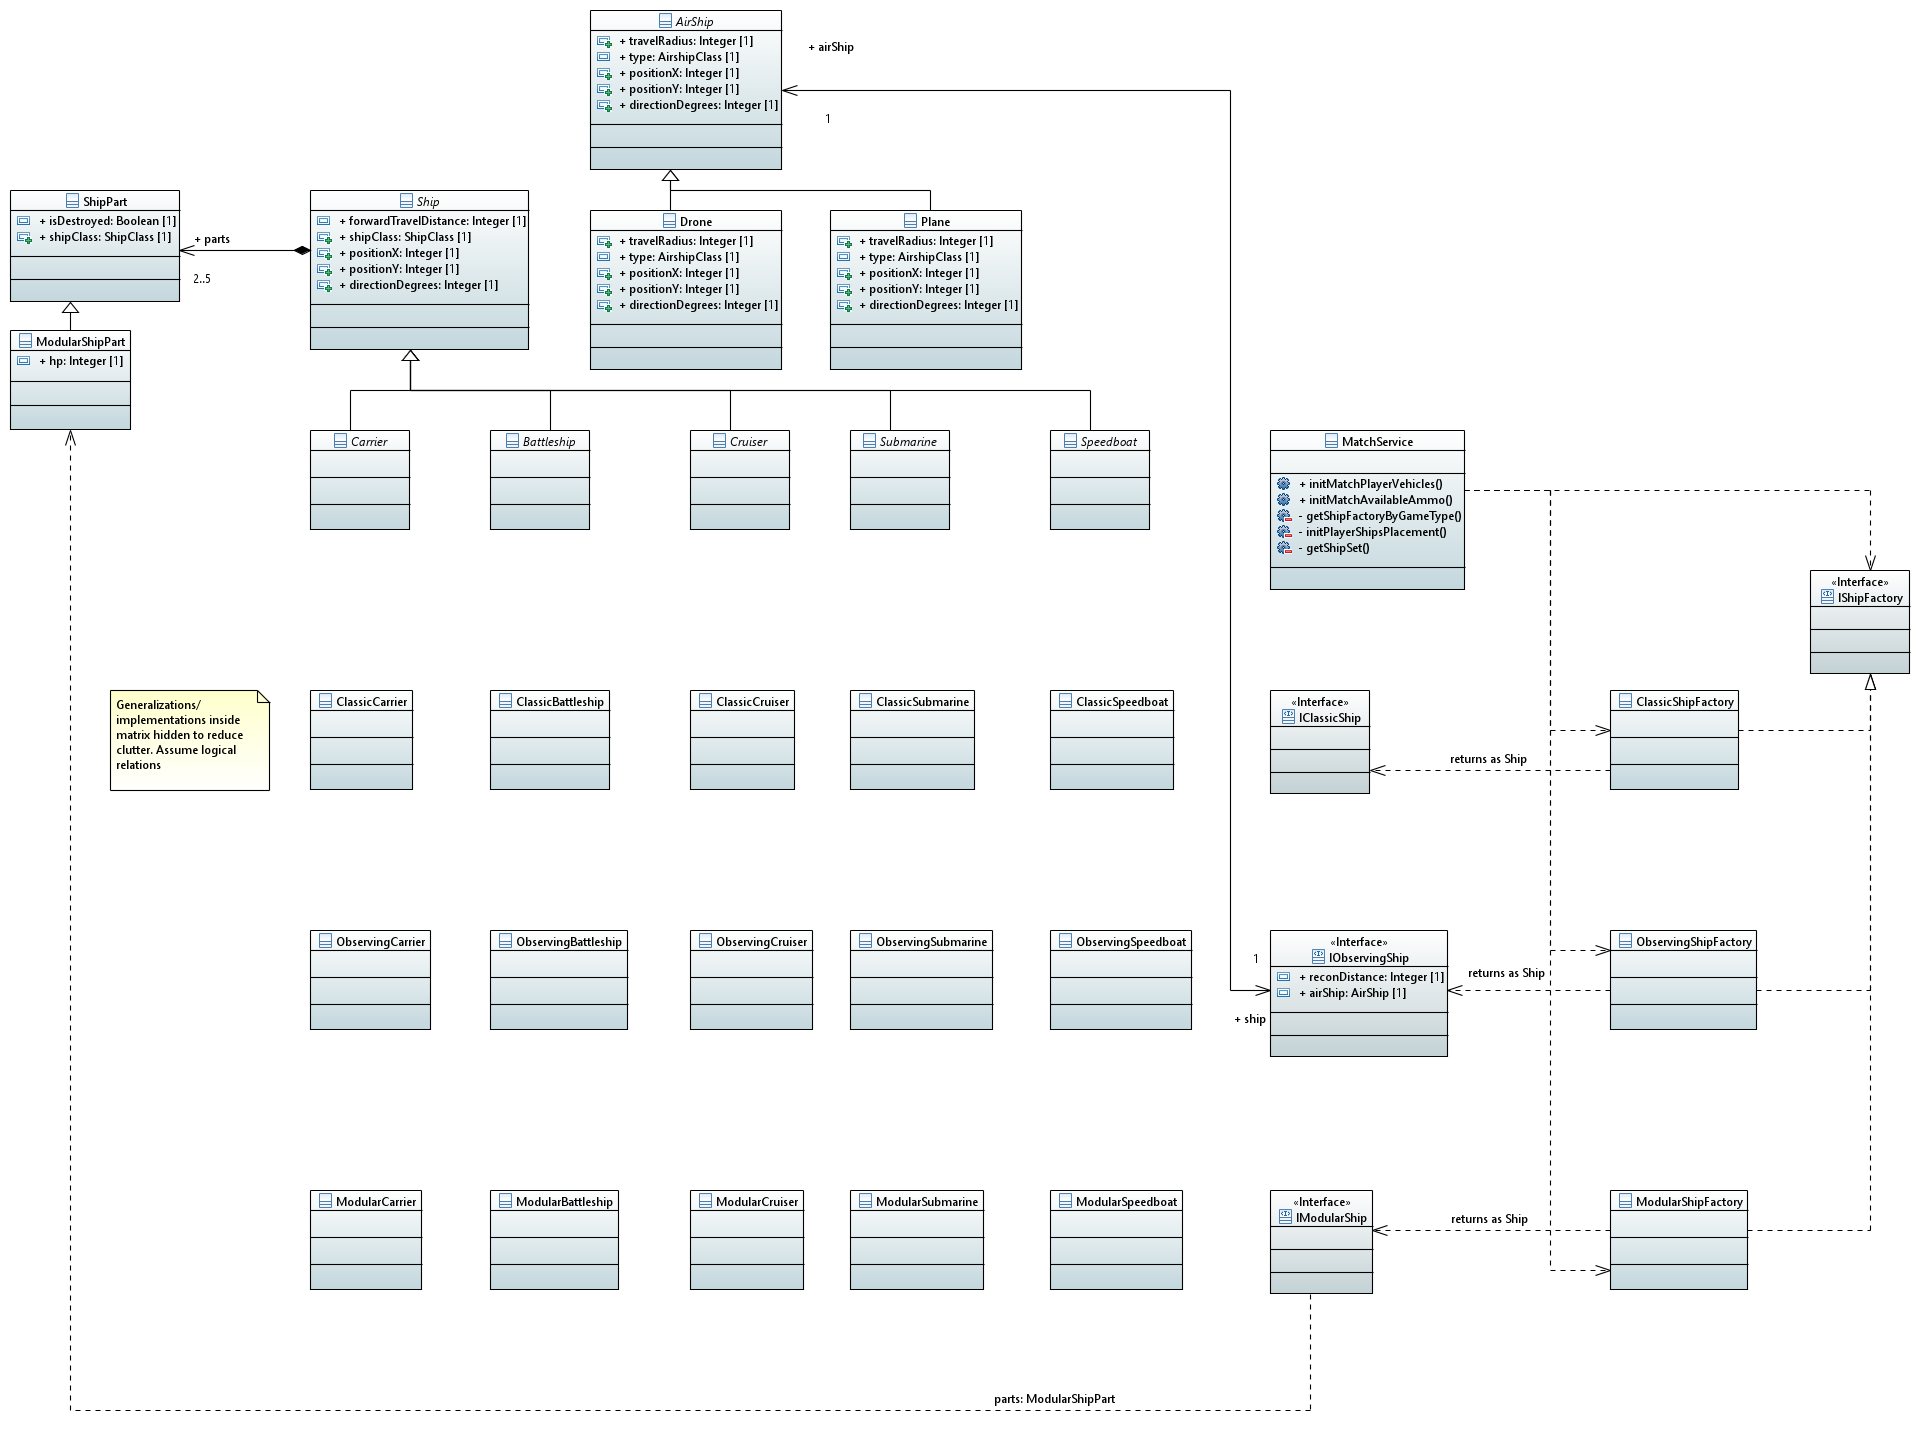 AirShip
+ travelRadius: Integer [1]
+ type: AirshipClass [1]
+ positionX: Integer [1]
+ positionY: Integer [1]
+ directionDegrees: Integer [1]
+ airShip
1
ShipPart
+ isDestroyed: Boolean [1]
+ shipClass: ShipClass [1]
+ parts
2..5
Ship
+ forwardTravelDistance: Integer [1]
+ shipClass: ShipClass [1]
+ positionX: Integer [1]
+ positionY: Integer [1]
+ directionDegrees: Integer [1]
Drone
+ travelRadius: Integer [1]
+ type: AirshipClass [1]
+ positionX: Integer [1]
+ positionY: Integer [1]
+ directionDegrees: Integer [1]
Plane
+ travelRadius: Integer [1]
+ type: AirshipClass [1]
+ positionX: Integer [1]
+ positionY: Integer [1]
+ directionDegrees: Integer [1]
ModularShipPart
+ hp: Integer [1]
Carrier
Battleship
Cruiser
Submarine
Speedboat
MatchService
+ initMatchPlayerVehicles()
+ initMatchAvailableAmmo()
- getShipFactoryByGameType()
- initPlayerShipsPlacement()
- getShipSet()
«Interface»
IShipFactory
Generalizations/
implementations inside
matrix hidden to reduce
clutter. Assume logical
relations
ClassicCarrier
ClassicBattleship
ClassicCruiser
ClassicSubmarine
ClassicSpeedboat
«Interface»
IClassicShip
returns as Ship
ClassicShipFactory
ObservingCarrier
ObservingBattleship
ObservingCruiser
ObservingSubmarine
ObservingSpeedboat
1
+ ship
«Interface»
IObservingShip
+ reconDistance: Integer [1]
+ airShip: AirShip [1]
returns as Ship
ObservingShipFactory
ModularCarrier
ModularBattleship
ModularCruiser
ModularSubmarine
ModularSpeedboat
«Interface»
IModularShip
returns as Ship
ModularShipFactory
parts: ModularShipPart